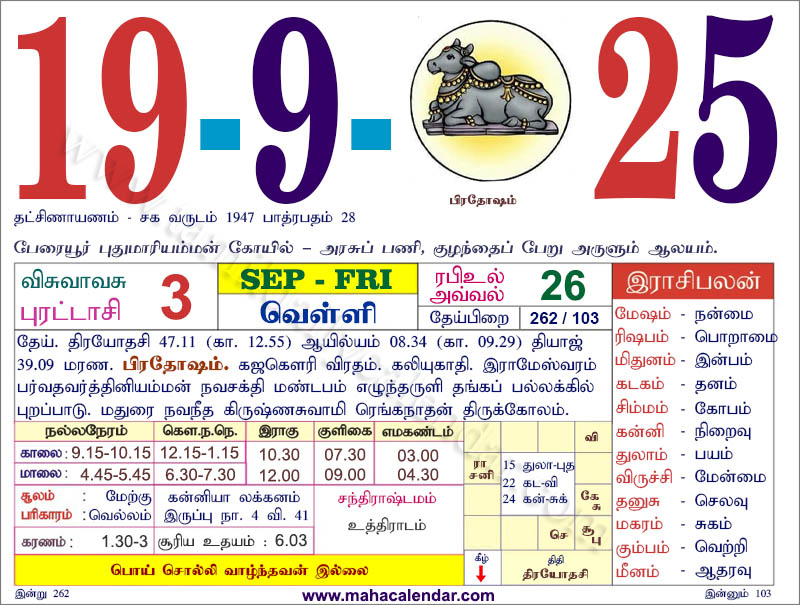 19-9- 25
பிரதோஷம்
தட்சிணாயணம் - சக வருடம் 1947 பாத்ரபதம் 28
பேரையூர் புதுமாரியம்மன் கோயில் – அரசுப் பணி, குழந்தைப் பேறு அருளும் ஆலயம்.
விசுவாவசு
புரட்டாசி 3
SEP - FRI
வெள்ளி
ரபிஉல் அவ்வல் 26
தேய்பிறை 262 / 103
தேய். திரயோதசி 47.11 (கா. 12.55) ஆயில்யம் 08.34 (கா. 09.29) தியாஜ்
39.09 மரண. பிரதோஷம். கஜகௌரி விரதம். கலியுகாதி. இராமேஸ்வரம்
பர்வதவர்த்தினியம்மன் நவசக்தி மண்டபம் எழுந்தருளி தங்கப் பல்லக்கில்
புறப்பாடு. மதுரை நவநீத கிருஷ்ணசுவாமி ரெங்கநாதன் திருக்கோலம்.
நல்லநேரம் கௌ.ந.நெ. இராகு குளிகை எமகண்டம்
காலை: 9.15-10.15 12.15-1.15 10.30 07.30 03.00
மாலை: 4.45-5.45 6.30-7.30 12.00 09.00 04.30
சூலம் : மேற்கு
பரிகாரம் : வெல்லம்
கன்னியா லக்கனம்
இருப்பு நா. 4 வி. 41
சந்திராஷ்டமம்
உத்திராடம்
கரணம் : 1.30-3 சூரிய உதயம் : 6.03
பொய் சொல்லி வாழ்ந்தவன் இல்லை
வி
ரா
சனி
15 துலா-புத
22 கட-வி
24 கன்-சுக்
கே
சு
செ
சூ
பு
கீழ்
திதி
திரயோதசி
இராசிபலன்
மேஷம் - நன்மை
ரிஷபம் - பொறாமை
மிதுனம் - இன்பம்
கடகம் - தனம்
சிம்மம் - கோபம்
கன்னி - நிறைவு
துலாம் - பயம்
விருச்சி - மேன்மை
தனுசு - செலவு
மகரம் - சுகம்
கும்பம் - வெற்றி
மீனம் - ஆதரவு
இன்று 262
www.mahacalendar.com
இன்னும் 103